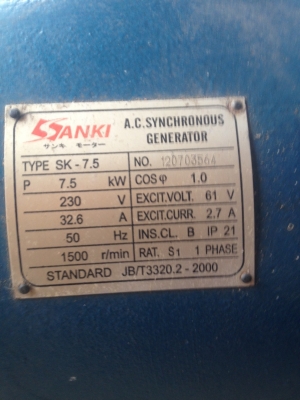 SANKI
サンキ モーター
A.C.SYNCHRONOUS
GENERATOR
TYPE SK-7.5 NO. 120703564
P 7.5 kW COSφ 1.0
230 V EXCIT.VOLT. 61 V
32.6 A EXCIT.CURR. 2.7 A
50 Hz INS.CL. B IP 21
1500 r/min RAT. S1 1 PHASE
STANDARD JB/T3320.2-2000